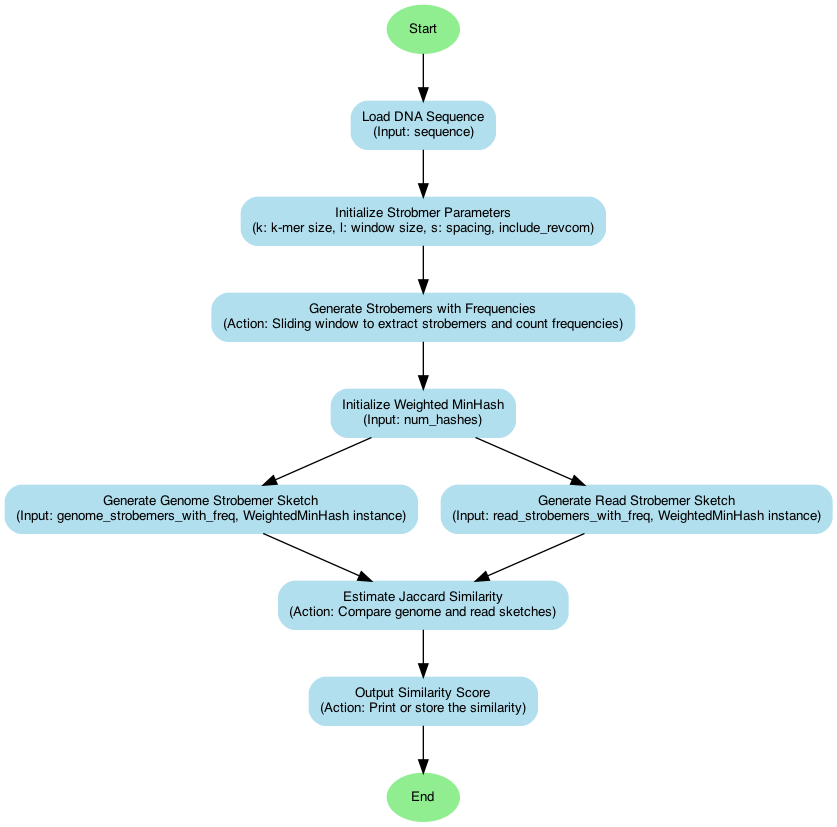 Start
Load DNA Sequence
(Input: sequence)
Initialize Strobmer Parameters
(k: k-mer size, l: window size, s: spacing, include_revcom)
Generate Strobemers with Frequencies
(Action: Sliding window to extract strobemers and count frequencies)
Initialize Weighted MinHash
(Input: num_hashes)
Generate Genome Strobemer Sketch
(Input: genome_strobemers_with_freq, WeightedMinHash instance)
Generate Read Strobemer Sketch
(Input: read_strobemers_with_freq, WeightedMinHash instance)
Estimate Jaccard Similarity
(Action: Compare genome and read sketches)
Output Similarity Score
(Action: Print or store the similarity)
End